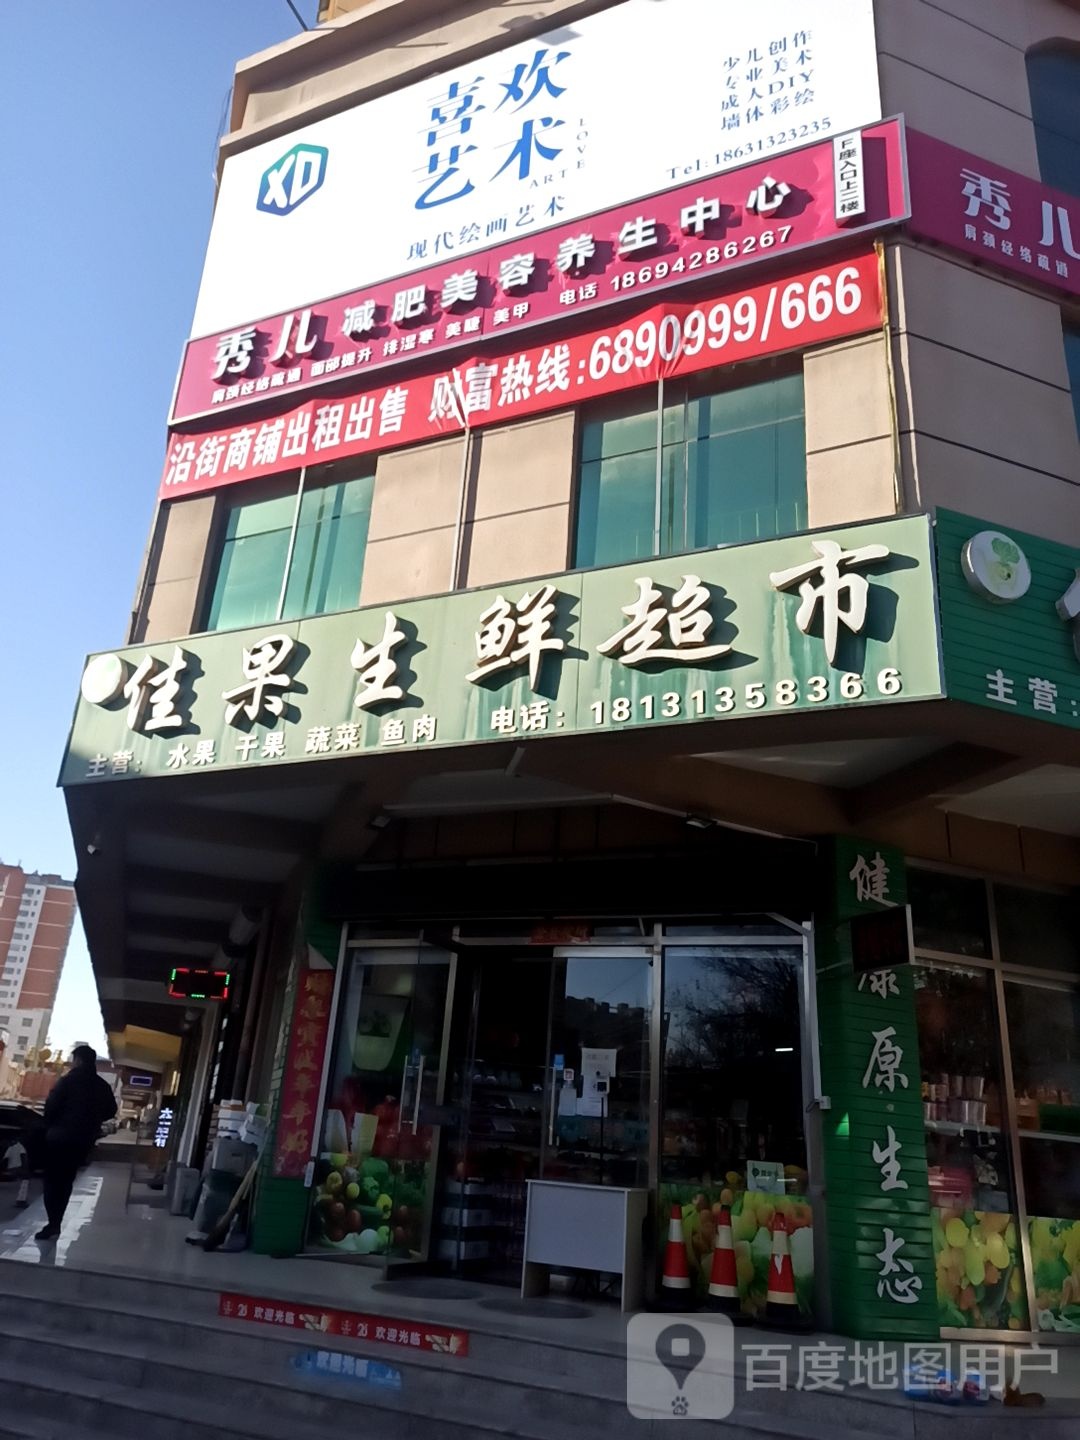 XD
喜欢
艺术
LOVE
ARTE
现代绘画艺术
少儿创作
专业美术
成人DIY
墙体彩绘
Tel:18631323235
秀儿减肥美容养生中心
F座入口上二楼
肩颈经络疏通 面部提升 排湿寒 美睫 美甲 电话 18694286267
秀儿
肩颈经络疏通
沿街商铺出租出售 财富热线:6890999/666
佳果生鲜超市
主营: 水果 干果 蔬菜 鱼肉 电话: 18131358366
主营:
健康原·生态
欢迎光临
欢迎光临
欢迎光临
百度地图用户